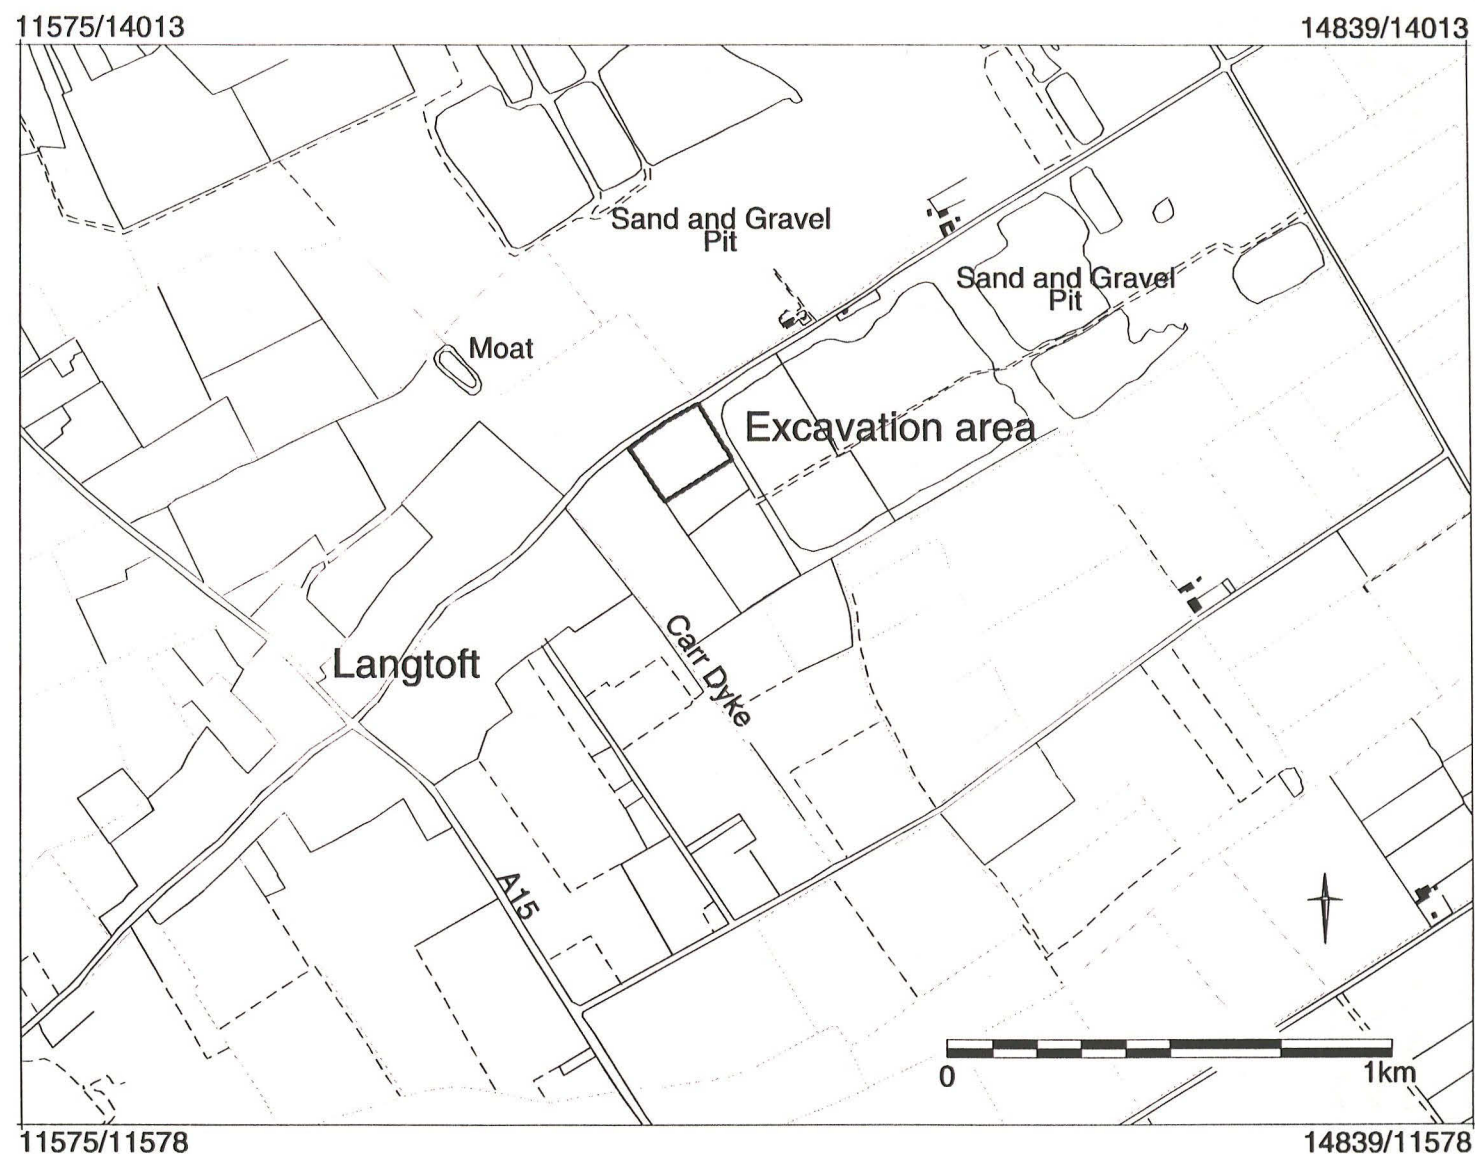 11575/14013
14839/14013
Sand and Gravel
Pit
Sand and Gravel
Pit
Moat
Excavation area
Carr Dyke
Langtoft
A15
0
1km
11575/11578
14839/11578